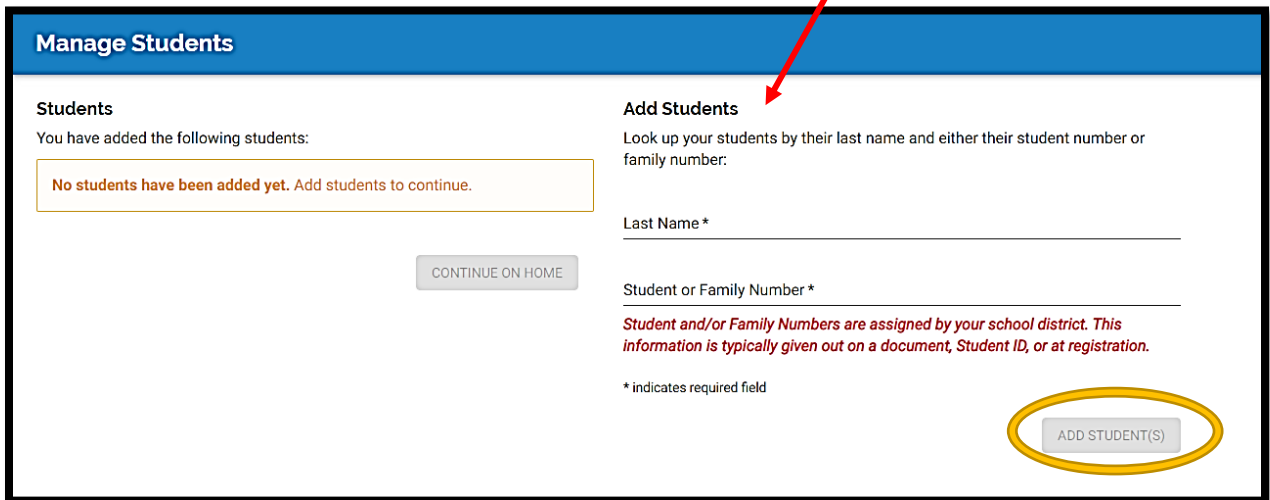 Manage Students
Students
You have added the following students:
No students have been added yet. Add students to continue.
CONTINUE ON HOME
Add Students
Look up your students by their last name and either their student number or
family number:
Last Name *
Student or Family Number *
Student and/or Family Numbers are assigned by your school district. This
information is typically given out on a document, Student ID, or at registration.
* indicates required field
ADD STUDENT(S)